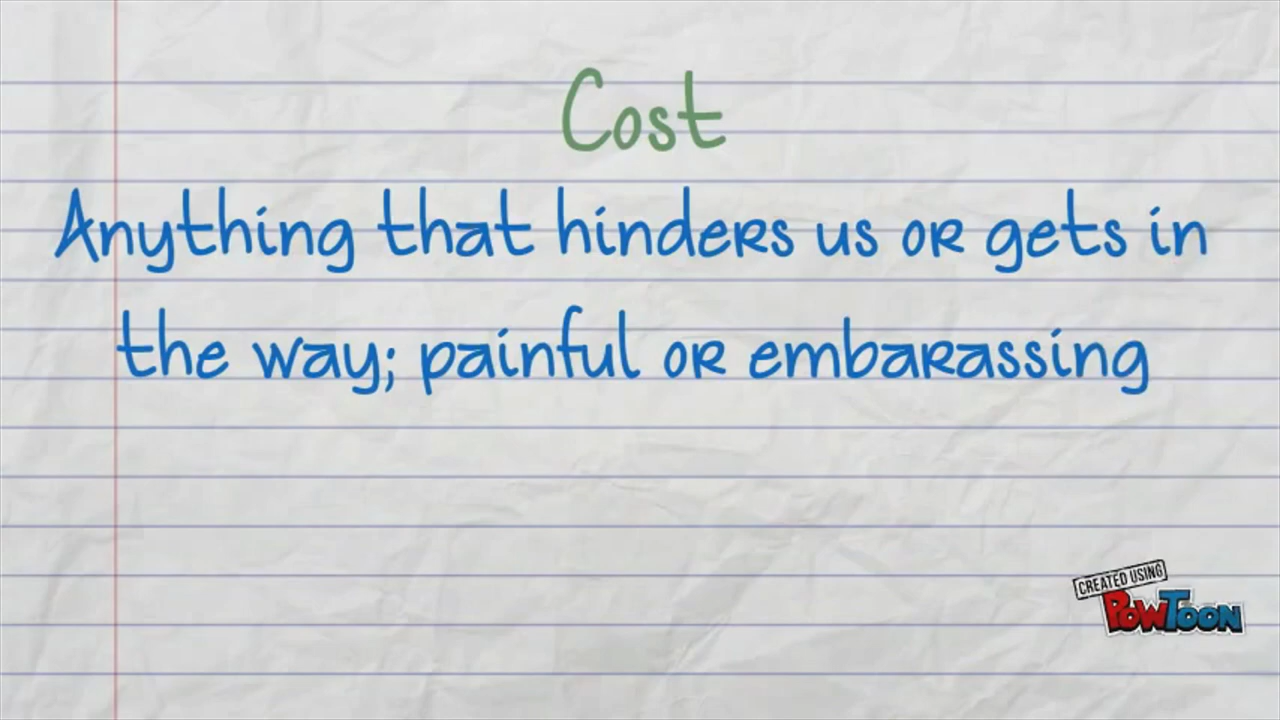 Cost
Anything that hinders us or gets in
the way; painful or embarassing
CREATED USING
POWTOON